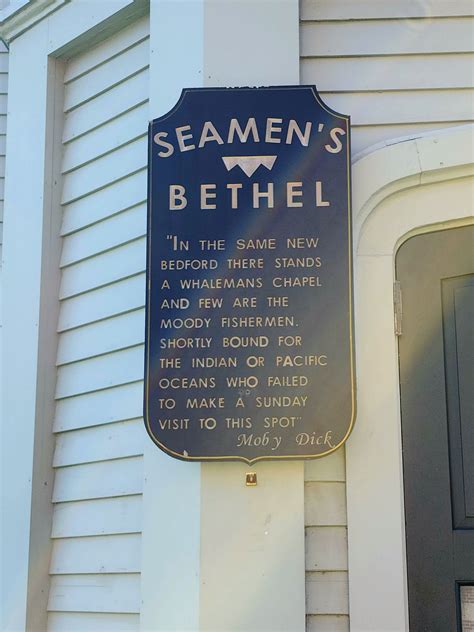 SEAMEN'S
BETHEL
"IN THE SAME NEW
BEDFORD THERE STANDS
A WHALEMANS CHAPEL
AND FEW ARE THE
MOODY FISHERMEN.
SHORTLY BOUND FOR
THE INDIAN OR PACIFIC
OCEANS WHO FAILED
TO MAKE A SUNDAY
VISIT TO THIS SPOT"
Moby Dick